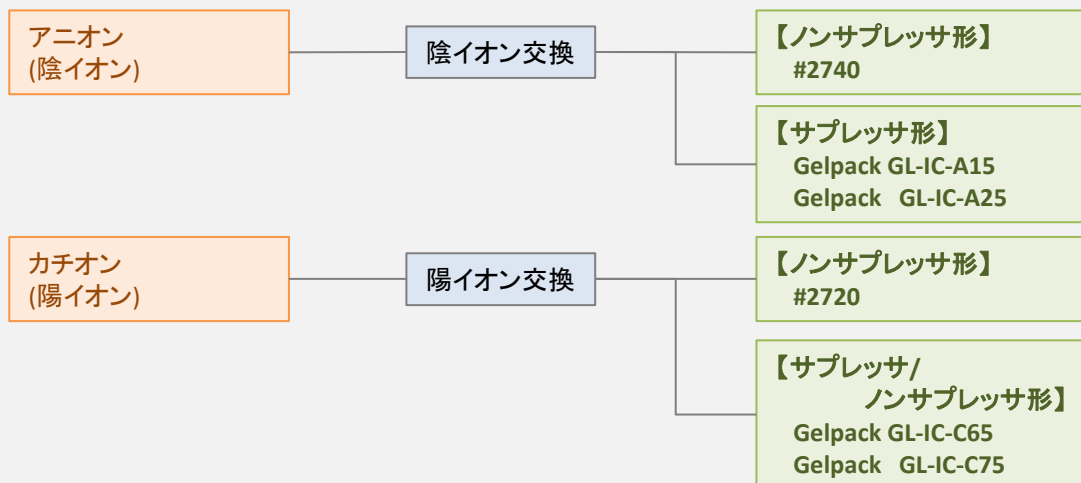 アニオン
(陰イオン)
陰イオン交換
【ノンサプレッサ形】
#2740
【サプレッサ形】
Gelpack GL-IC-A15
Gelpack GL-IC-A25
カチオン
(陽イオン)
陽イオン交換
【ノンサプレッサ形】
#2720
【サプレッサ/
ノンサプレッサ形】
Gelpack GL-IC-C65
Gelpack GL-IC-C75